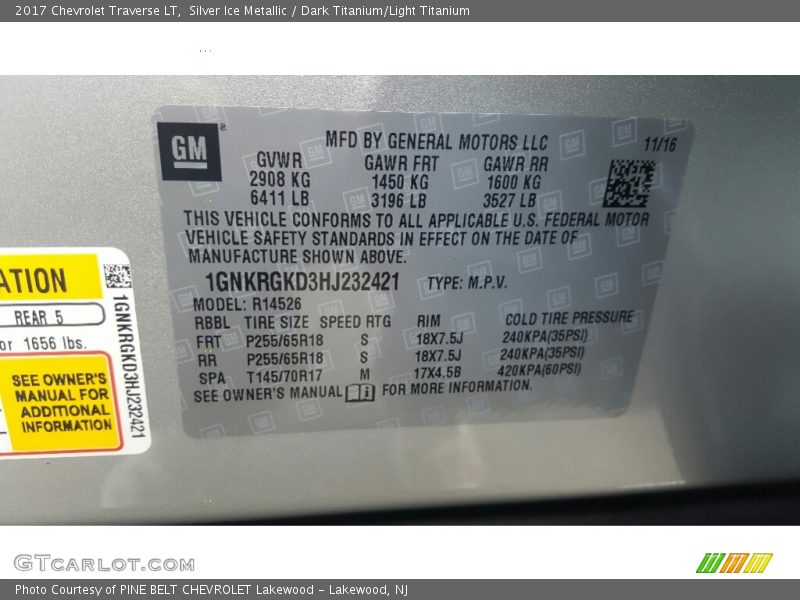 2017 Chevrolet Traverse LT, Silver Ice Metallic / Dark Titanium/Light Titanium
GM®
MFD BY GENERAL MOTORS LLC 11/16
GVWR GAWR FRT GAWR RR
2908 KG 1450 KG 1600 KG
6411 LB 3196 LB 3527 LB
THIS VEHICLE CONFORMS TO ALL APPLICABLE U.S. FEDERAL MOTOR
VEHICLE SAFETY STANDARDS IN EFFECT ON THE DATE OF
MANUFACTURE SHOWN ABOVE.
1GNKRGKD3HJ232421 TYPE: M.P.V.
MODEL: R14526
RBBL TIRE SIZE SPEED RTG RIM COLD TIRE PRESSURE
FRT P255/65R18 S 18X7.5J 240KPA(35PSI)
RR P255/65R18 S 18X7.5J 240KPA(35PSI)
SPA T145/70R17 M 17X4.5B 420KPA(60PSI)
SEE OWNER'S MANUAL i FOR MORE INFORMATION.
ATION
REAR 5
or 1656 lbs.
SEE OWNER'S
MANUAL FOR
ADDITIONAL
INFORMATION
1GNKRGKD3HJ232421
GTCARLOT.COM
Photo Courtesy of PINE BELT CHEVROLET Lakewood - Lakewood, NJ